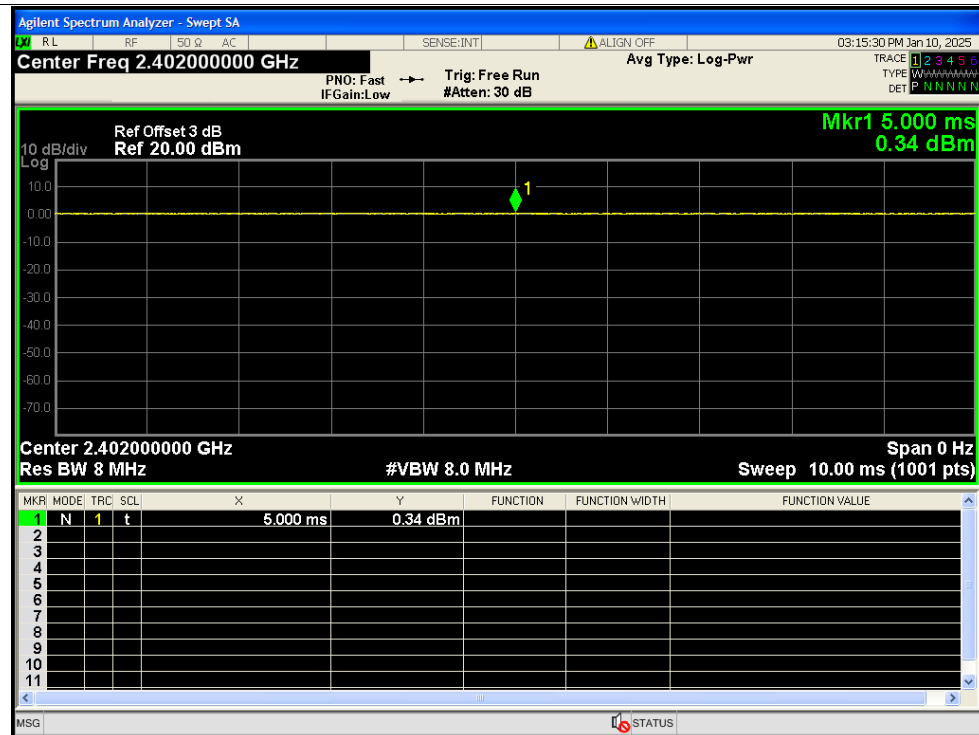 Agilent Spectrum Analyzer - Swept SA
LXI RL RF 50 Ω AC SENSE:INT ALIGN OFF 03:15:30 PM Jan 10, 2025
Center Freq 2.402000000 GHz Avg Type: Log-Pwr TRACE 1 2 3 4 5 6
PNO: Fast Trig: Free Run TYPE WWWWWW
IFGain:Low #Atten: 30 dB DET P N N N N N
Mkr1 5.000 ms
0.34 dBm
Ref Offset 3 dB
10 dB/div Ref 20.00 dBm
Log
10.0
1
0.00
-10.0
-20.0
-30.0
-40.0
-50.0
-60.0
-70.0
Center 2.402000000 GHz Span 0 Hz
Res BW 8 MHz #VBW 8.0 MHz Sweep 10.00 ms (1001 pts)
MKR MODE TRC SCL X Y FUNCTION FUNCTION WIDTH FUNCTION VALUE
1 N 1 t 5.000 ms 0.34 dBm
2
3
4
5
6
7
8
9
10
11
MSG STATUS